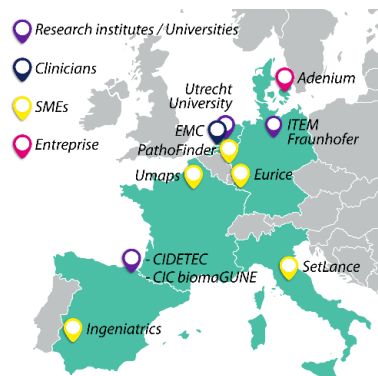 Research institutes / Universities
Clinicians
SMEs
Entreprise
Utrecht
University
Adenium
EMC
ITEM
Fraunhofer
PathoFinder
Umaps
Eurice
- CIDETEC
- CIC biomaGUNE
SetLance
Ingeniatrics